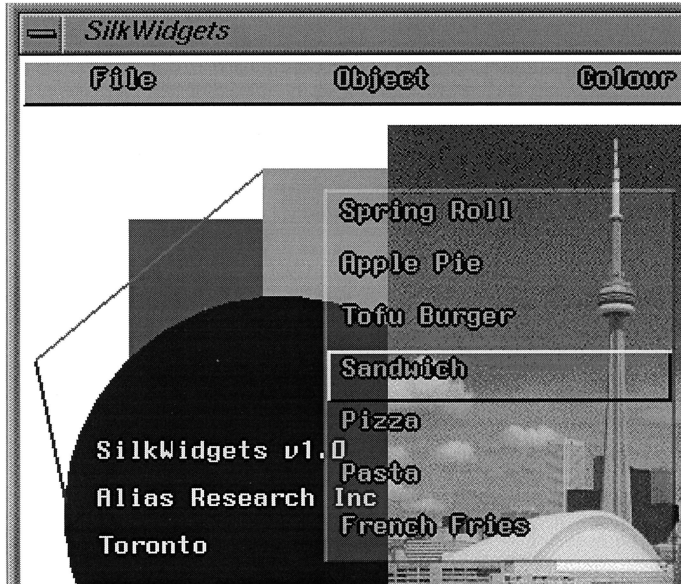 SilkWidgets
File Object Colour
Spring Roll
Apple Pie
Tofu Burger
Sandwich
Pizza
Pasta
French Fries
SilkWidgets v1.0
Alias Research Inc
Toronto